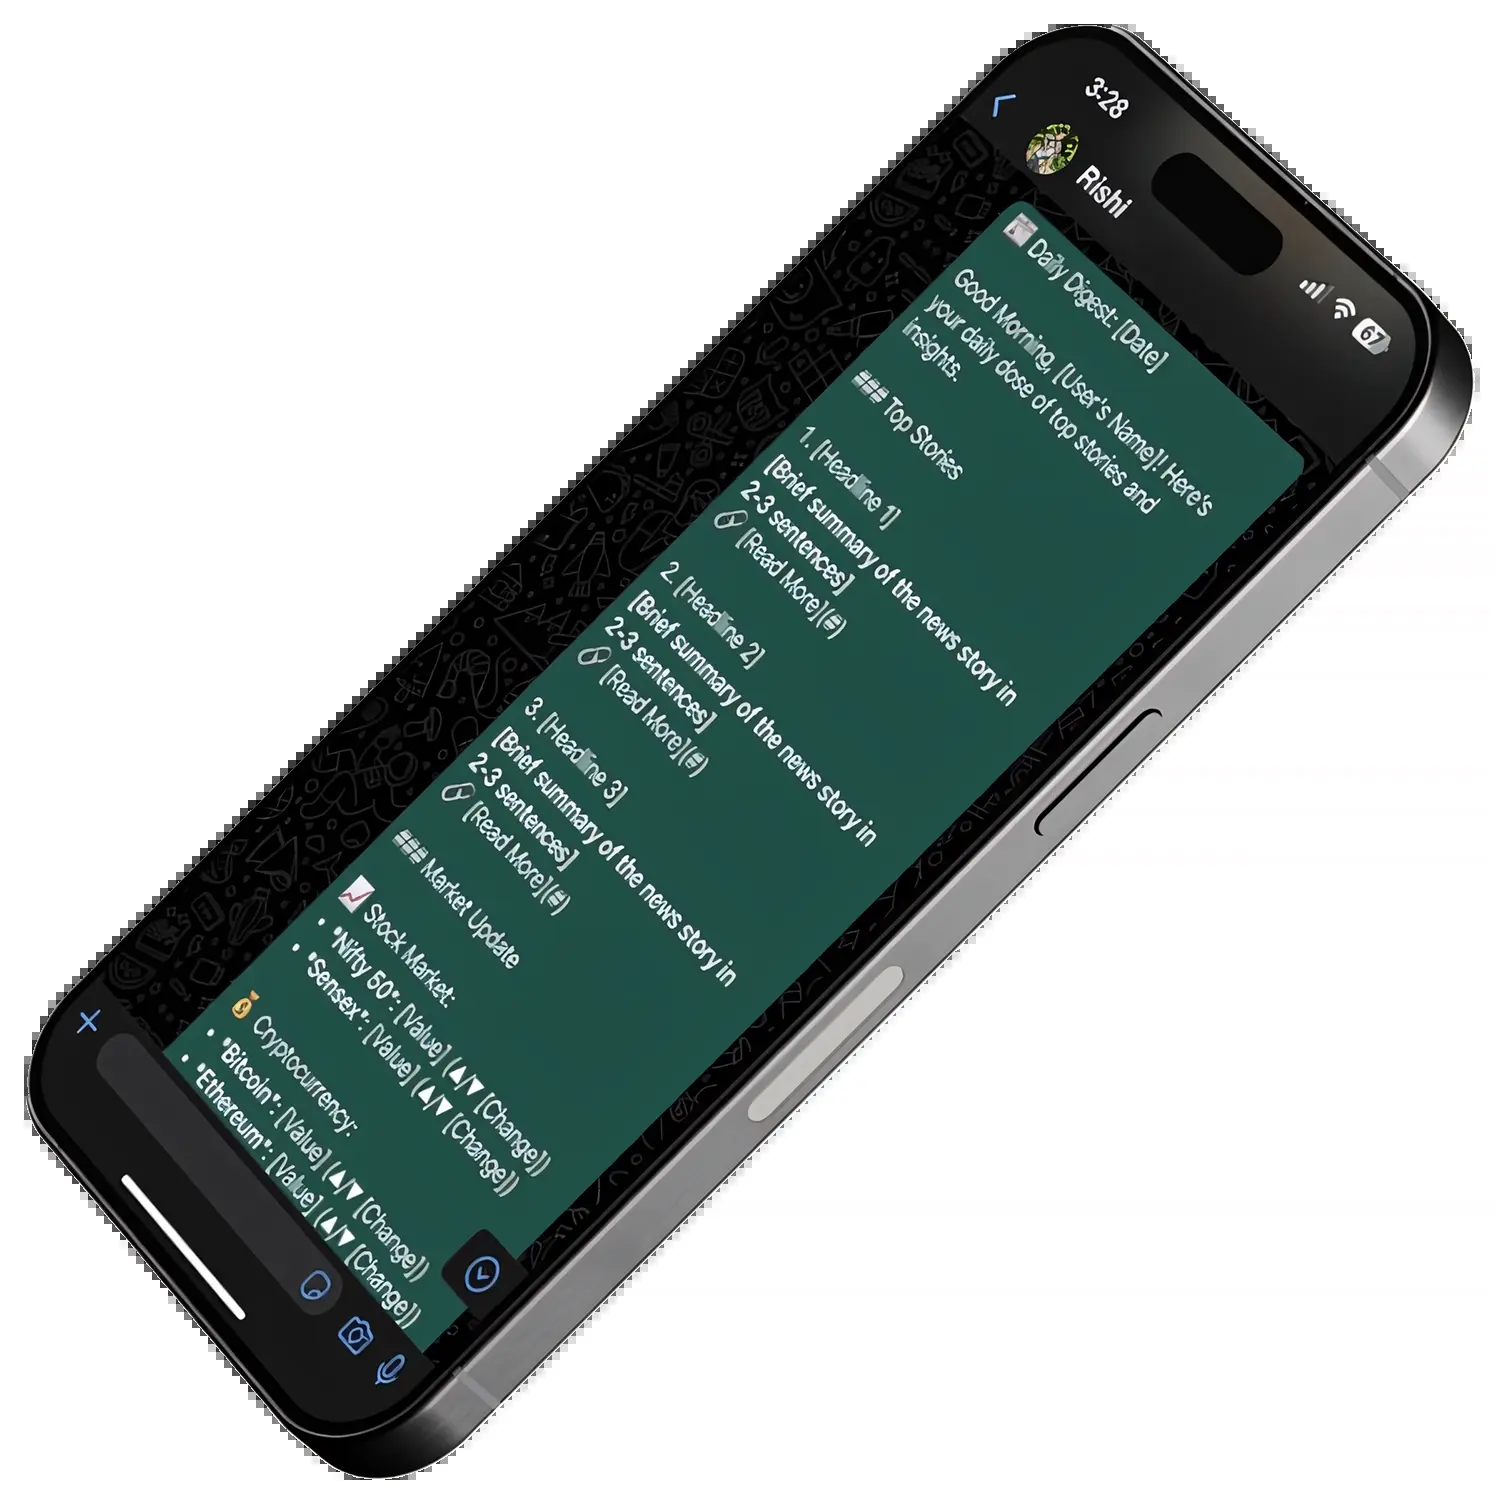 3:28
67
Rishi
Daily Digest: [Date]
Good Morning, [User's Name]! Here's
your daily dose of top stories and
insights.
### Top Stories
1. [Headline 1]
[Brief summary of the news story in
2-3 sentences]
[Read More](#)
2. [Headline 2]
[Brief summary of the news story in
2-3 sentences]
[Read More](#)
3. [Headline 3]
[Brief summary of the news story in
2-3 sentences]
[Read More](#)
### Market Update
Stock Market:
• *Nifty 50*: [Value] (▲/▼ [Change])
• *Sensex*: [Value] (▲/▼ [Change])
Cryptocurrency:
• *Bitcoin*: [Value] (▲/▼ [Change])
• *Ethereum*: [Value] (▲/▼ [Change])